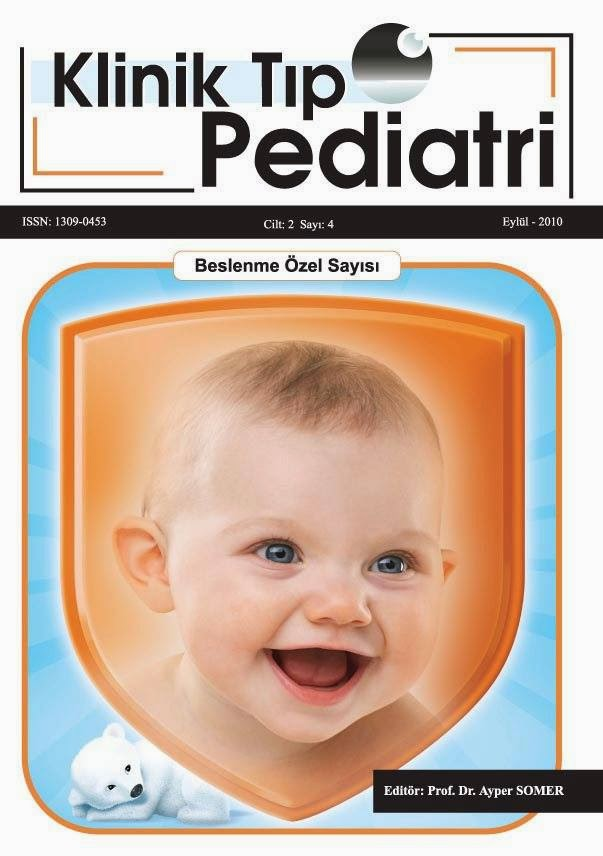 Klinik Tıp
Pediatri
ISSN: 1309-0453
Cilt: 2 Sayı: 4
Eylül - 2010
Beslenme Özel Sayısı
Editör: Prof. Dr. Ayper SOMER